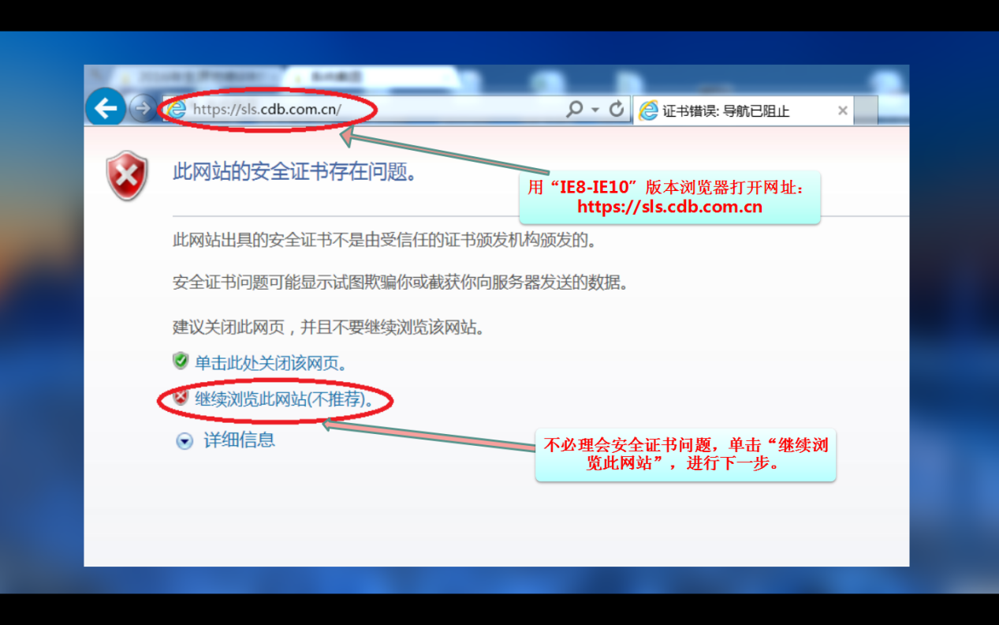 https://sls.cdb.com.cn/
证书错误: 导航已阻止
此网站的安全证书存在问题。
用“IE8-IE10”版本浏览器打开网址：
https://sls.cdb.com.cn
此网站出具的安全证书不是由受信任的证书颁发机构颁发的。
安全证书问题可能显示试图欺骗你或截获你向服务器发送的数据。
建议关闭此网页，并且不要继续浏览该网站。
单击此处关闭该网页。
继续浏览此网站(不推荐)。
详细信息
不必理会安全证书问题，单击“继续浏
览此网站”，进行下一步。